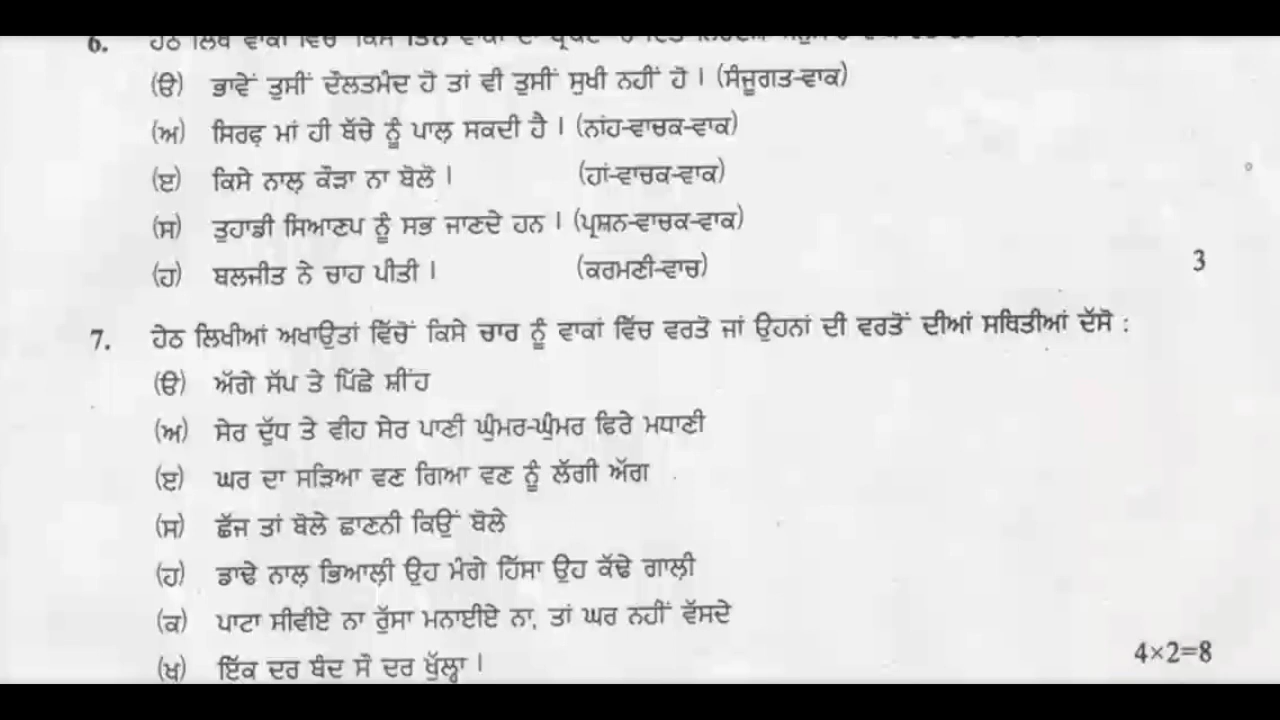 6. ਹੇਠ ਲਿਖੇ ਵਾਕਾਂ ਵਿੱਚੋਂ ਕਿਸੇ ਤਿੰਨ ਵਾਕਾਂ ਦਾ
(ੳ) ਭਾਵੇਂ ਤੁਸੀਂ ਦੌਲਤਮੰਦ ਹੋ ਤਾਂ ਵੀ ਤੁਸੀਂ ਸੁਖੀ ਨਹੀਂ ਹੋ । (ਸੰਜੁਗਤ-ਵਾਕ)
(ਅ) ਸਿਰਫ਼ ਮਾਂ ਹੀ ਬੱਚੇ ਨੂੰ ਪਾਲ਼ ਸਕਦੀ ਹੈ । (ਨਾਂਹ-ਵਾਚਕ-ਵਾਕ)
(ੲ) ਕਿਸੇ ਨਾਲ਼ ਕੌੜਾ ਨਾ ਬੋਲੋ । (ਹਾਂ-ਵਾਚਕ-ਵਾਕ)
(ਸ) ਤੁਹਾਡੀ ਸਿਆਣਪ ਨੂੰ ਸਭ ਜਾਣਦੇ ਹਨ । (ਪ੍ਰਸ਼ਨ-ਵਾਚਕ-ਵਾਕ)
(ਹ) ਬਲਜੀਤ ਨੇ ਚਾਹ ਪੀਤੀ । (ਕਰਮਣੀ-ਵਾਚ) 3
7. ਹੇਠ ਲਿਖੀਆਂ ਅਖਾਉਤਾਂ ਵਿੱਚੋਂ ਕਿਸੇ ਚਾਰ ਨੂੰ ਵਾਕਾਂ ਵਿੱਚ ਵਰਤੋ ਜਾਂ ਉਹਨਾਂ ਦੀ ਵਰਤੋਂ ਦੀਆਂ ਸਥਿਤੀਆਂ ਦੱਸੋ :
(ੳ) ਅੱਗੇ ਸੱਪ ਤੇ ਪਿੱਛੇ ਸ਼ੀਂਹ
(ਅ) ਸੇਰ ਦੁੱਧ ਤੇ ਵੀਹ ਸੇਰ ਪਾਣੀ ਘੁੰਮਰ-ਘੁੰਮਰ ਫਿਰੇ ਮਧਾਣੀ
(ੲ) ਘਰ ਦਾ ਸੜਿਆ ਵਣ ਗਿਆ ਵਣ ਨੂੰ ਲੱਗੀ ਅੱਗ
(ਸ) ਛੱਜ ਤਾਂ ਬੋਲੇ ਛਾਣਨੀ ਕਿਉਂ ਬੋਲੇ
(ਹ) ਡਾਢੇ ਨਾਲ਼ ਭਿਆਲ਼ੀ ਉਹ ਮੰਗੇ ਹਿੱਸਾ ਉਹ ਕੱਢੇ ਗਾਲ਼ੀ
(ਕ) ਪਾਟਾ ਸੀਵੀਏ ਨਾ ਰੁੱਸਾ ਮਨਾਈਏ ਨਾ, ਤਾਂ ਘਰ ਨਹੀਂ ਵੱਸਦੇ
(ਖ) ਇੱਕ ਦਰ ਬੰਦ ਸੌ ਦਰ ਖੁੱਲ੍ਹਾ । 4×2=8